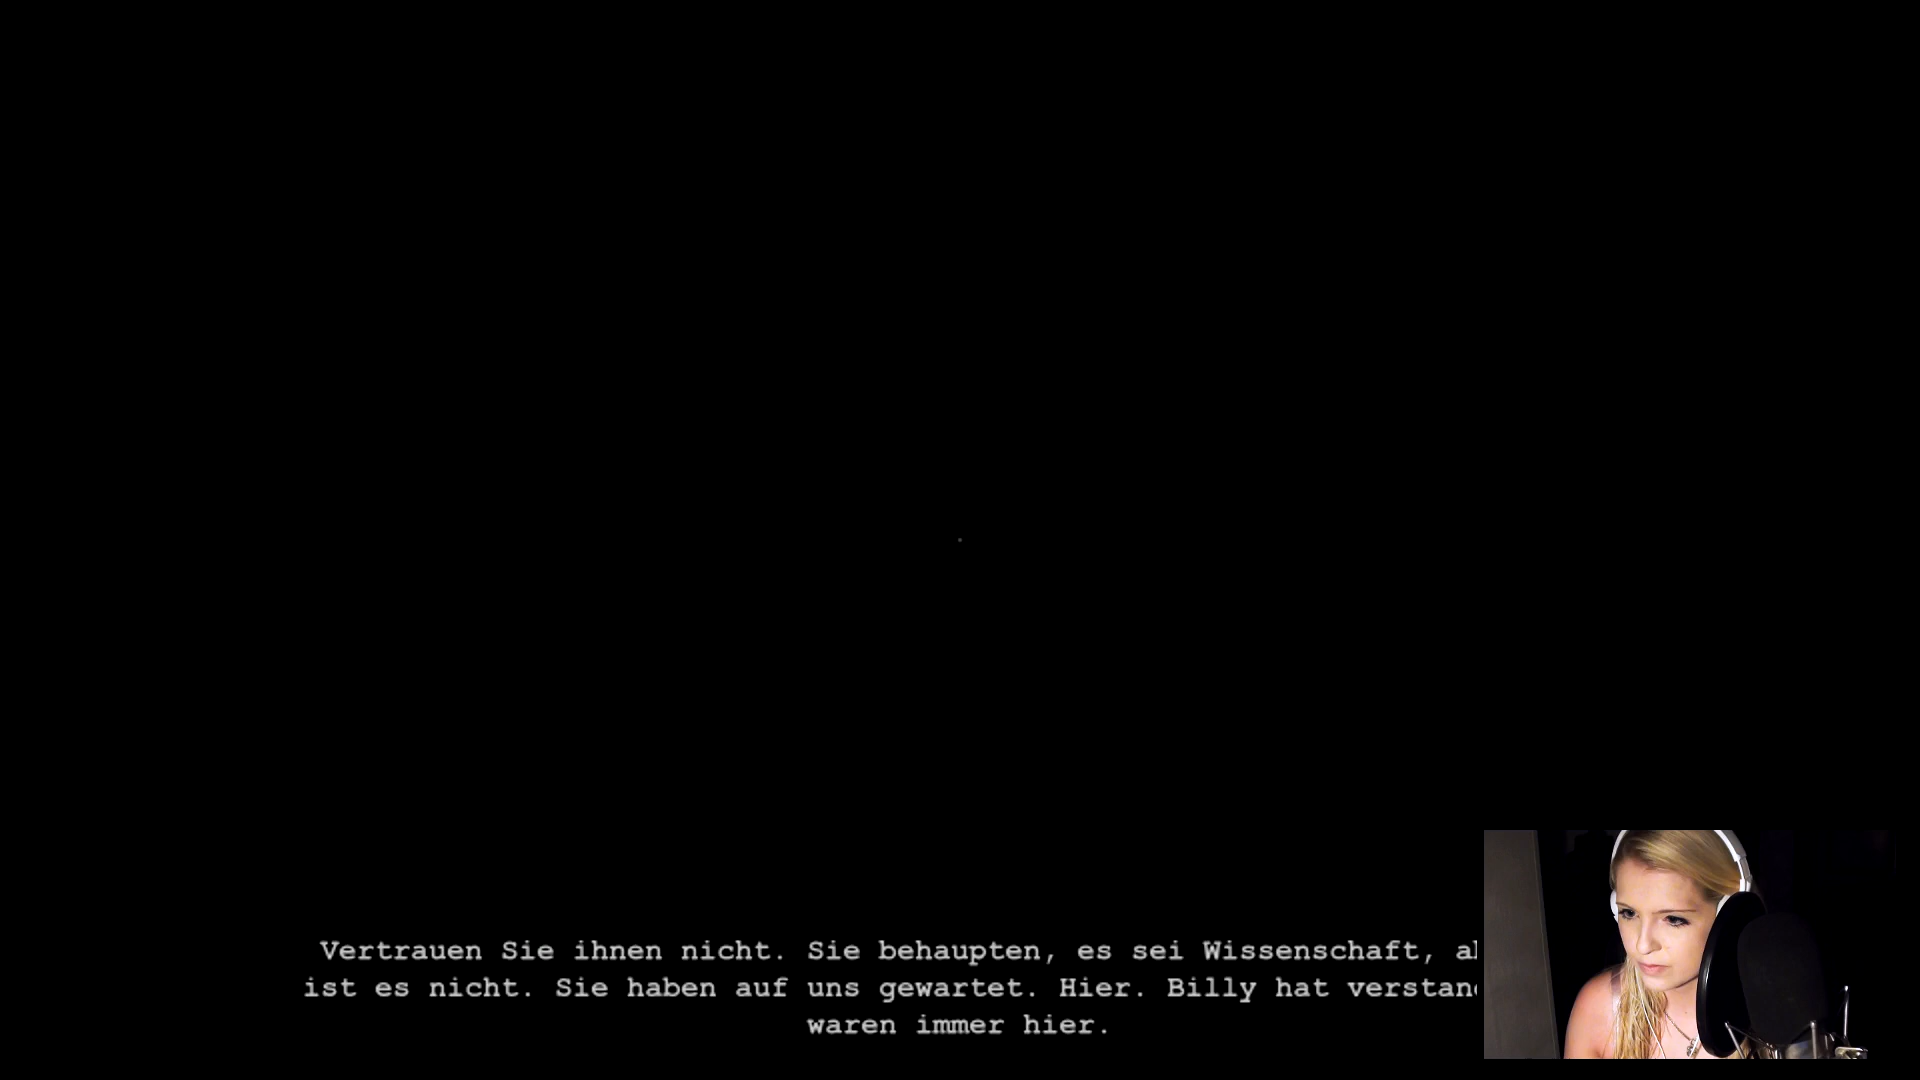 Vertrauen Sie ihnen nicht. Sie behaupten, es sei Wissenschaft,
ist es nicht. Sie haben auf uns gewartet. Hier. Billy hat
waren immer hier.